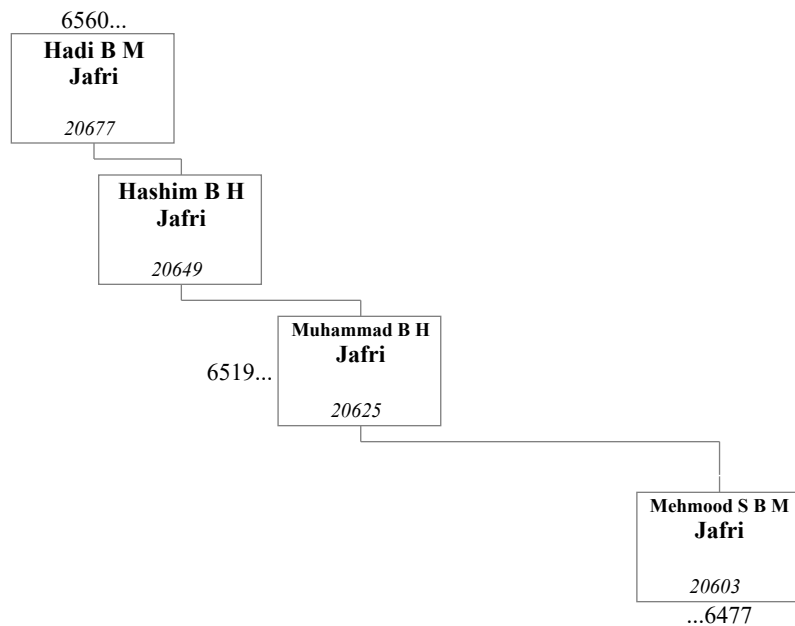 6560...
Hadi B M
Jafri
20677
Hashim B H
Jafri
20649
Muhammad B H
Jafri
6519...
20625
Mehmood S B M
Jafri
20603
...6477